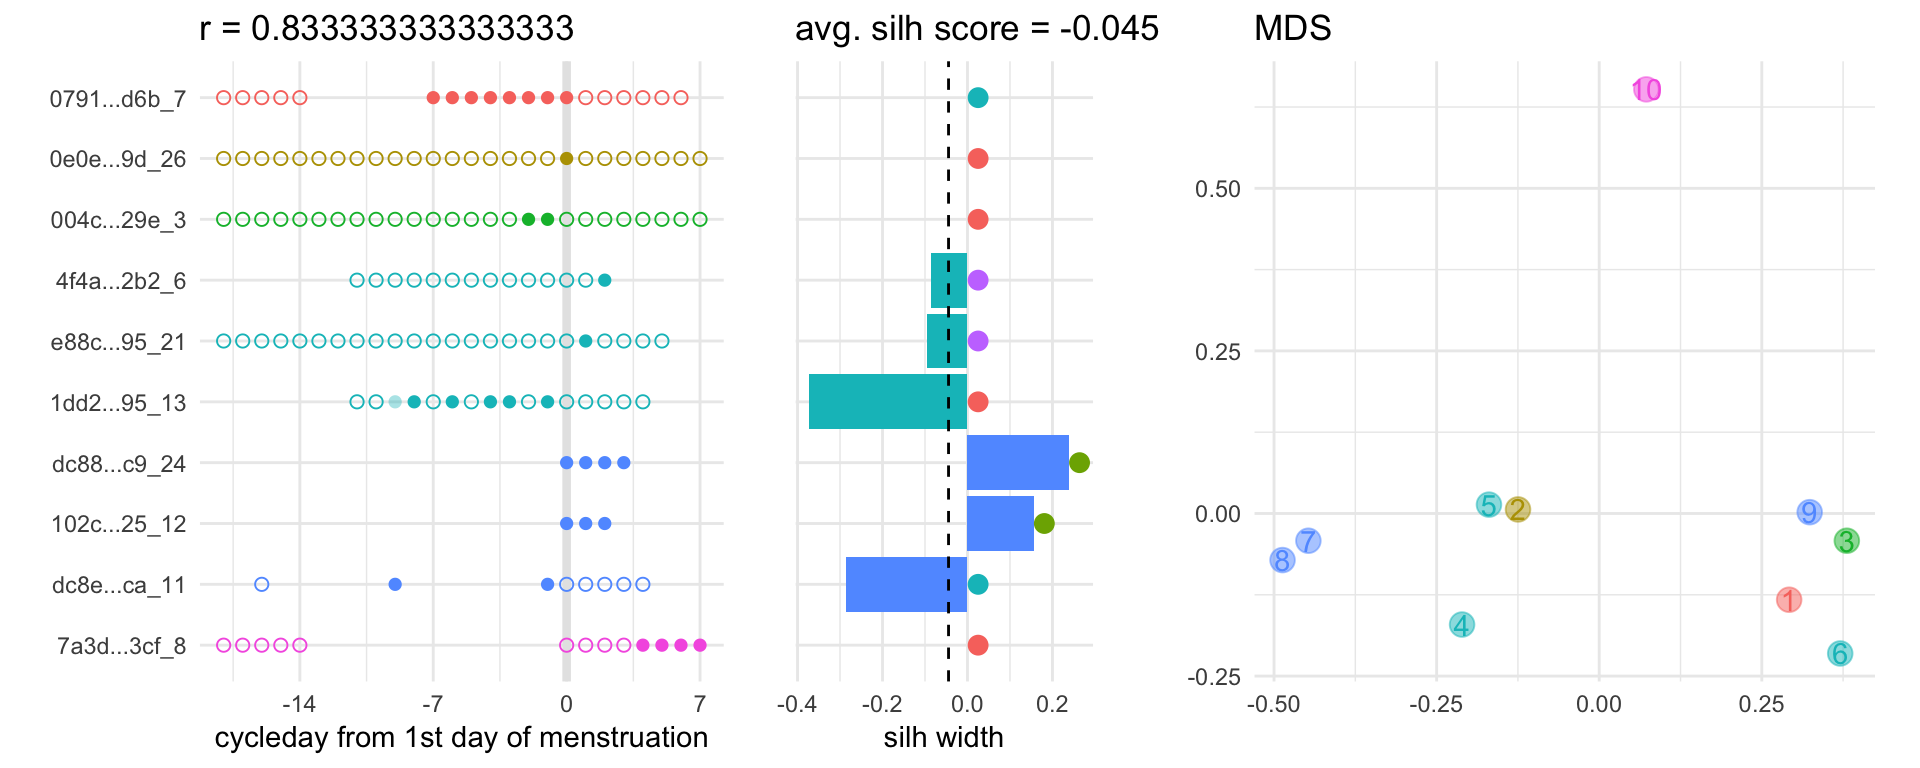 r = 0.833333333333333
avg. silh score = -0.045
MDS
0791...d6b_7
0e0e...9d_26
004c...29e_3
4f4a...2b2_6
e88c...95_21
1dd2...95_13
dc88...c9_24
102c...25_12
dc8e...ca_11
7a3d...3cf_8
-14 -7 0 7
cycleday from 1st day of menstruation
-0.4 -0.2 0.0 0.2
silh width
0.50
0.25
0.00
-0.25
10
5 2
9
7
3
8
1
4
6
-0.50 -0.25 0.00 0.25